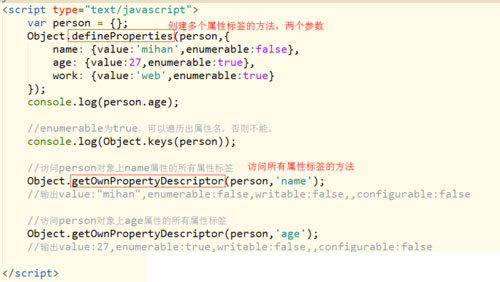 <script type="text/javascript">
var person = {};
创建多个属性标签的方法，两个参数
Object.defineProperties(person,{
name: {value:'mihan',enumerable:false},
age: {value:27,enumerable:true},
work: {value:'web',enumerable:true}
});
console.log(person.age);
//enumerable为true，可以遍历出属性名，否则不能。
console.log(Object.keys(person));
//访问person对象上name属性的所有属性标签 访问所有属性标签的方法
Object.getOwnPropertyDescriptor(person,'name');
//输出value:"mihan",enumerable:false,writable:false,,configurable:false
//访问person对象上age属性的所有属性标签
Object.getOwnPropertyDescriptor(person,'age');
//输出value:27,enumerable:true,writable:false,,configurable:false
</script>